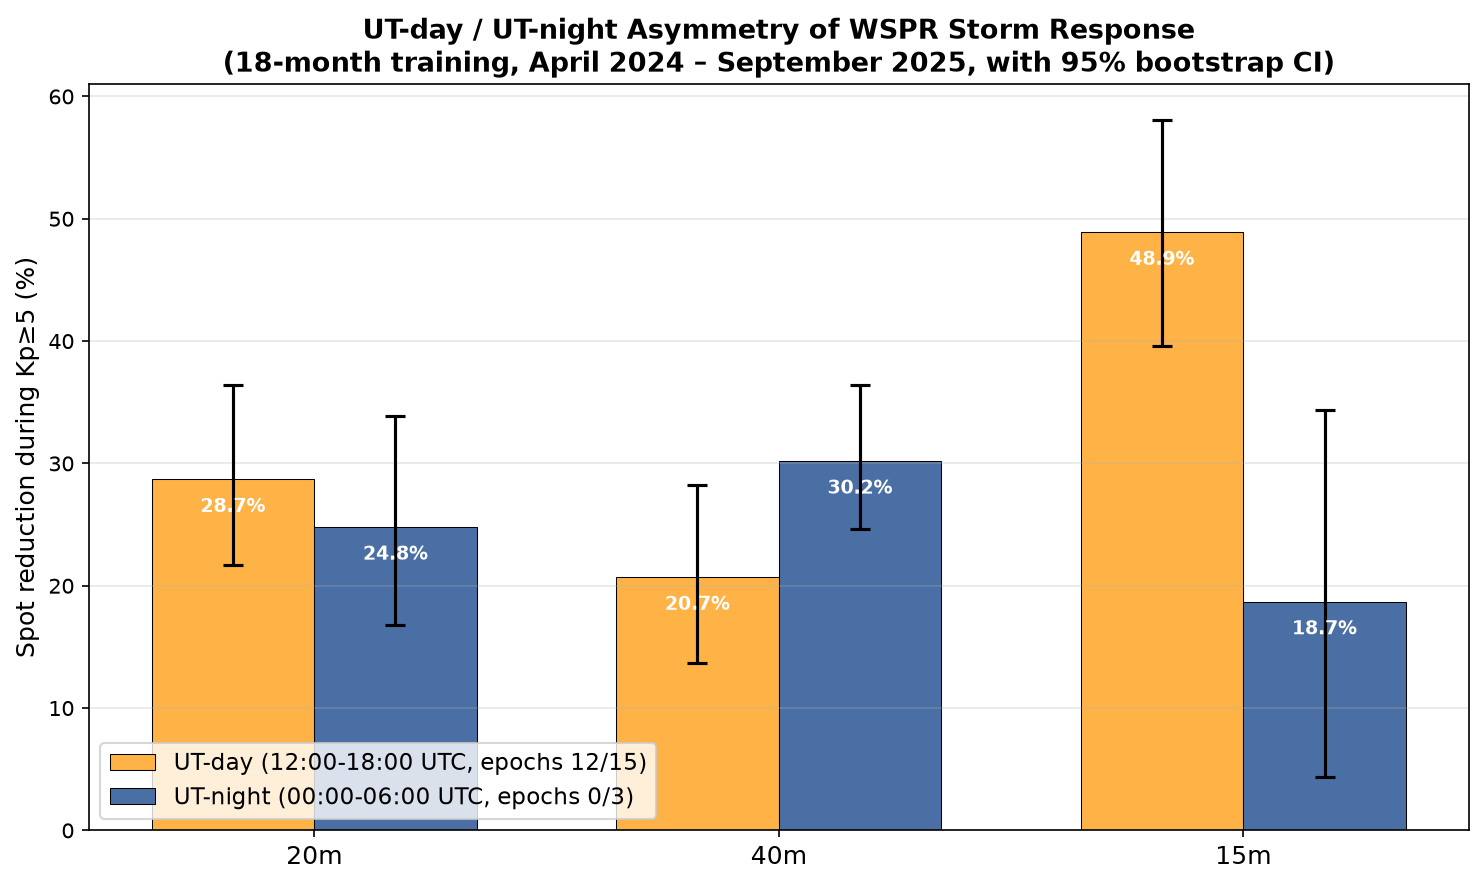 UT-day / UT-night Asymmetry of WSPR Storm Response
(18-month training, April 2024 – September 2025, with 95% bootstrap CI)
Spot reduction during Kp≥5 (%)
60
50
40
30
20
10
0
28.7%
24.8%
20.7%
30.2%
48.9%
18.7%
UT-day (12:00-18:00 UTC, epochs 12/15)
UT-night (00:00-06:00 UTC, epochs 0/3)
20m
40m
15m